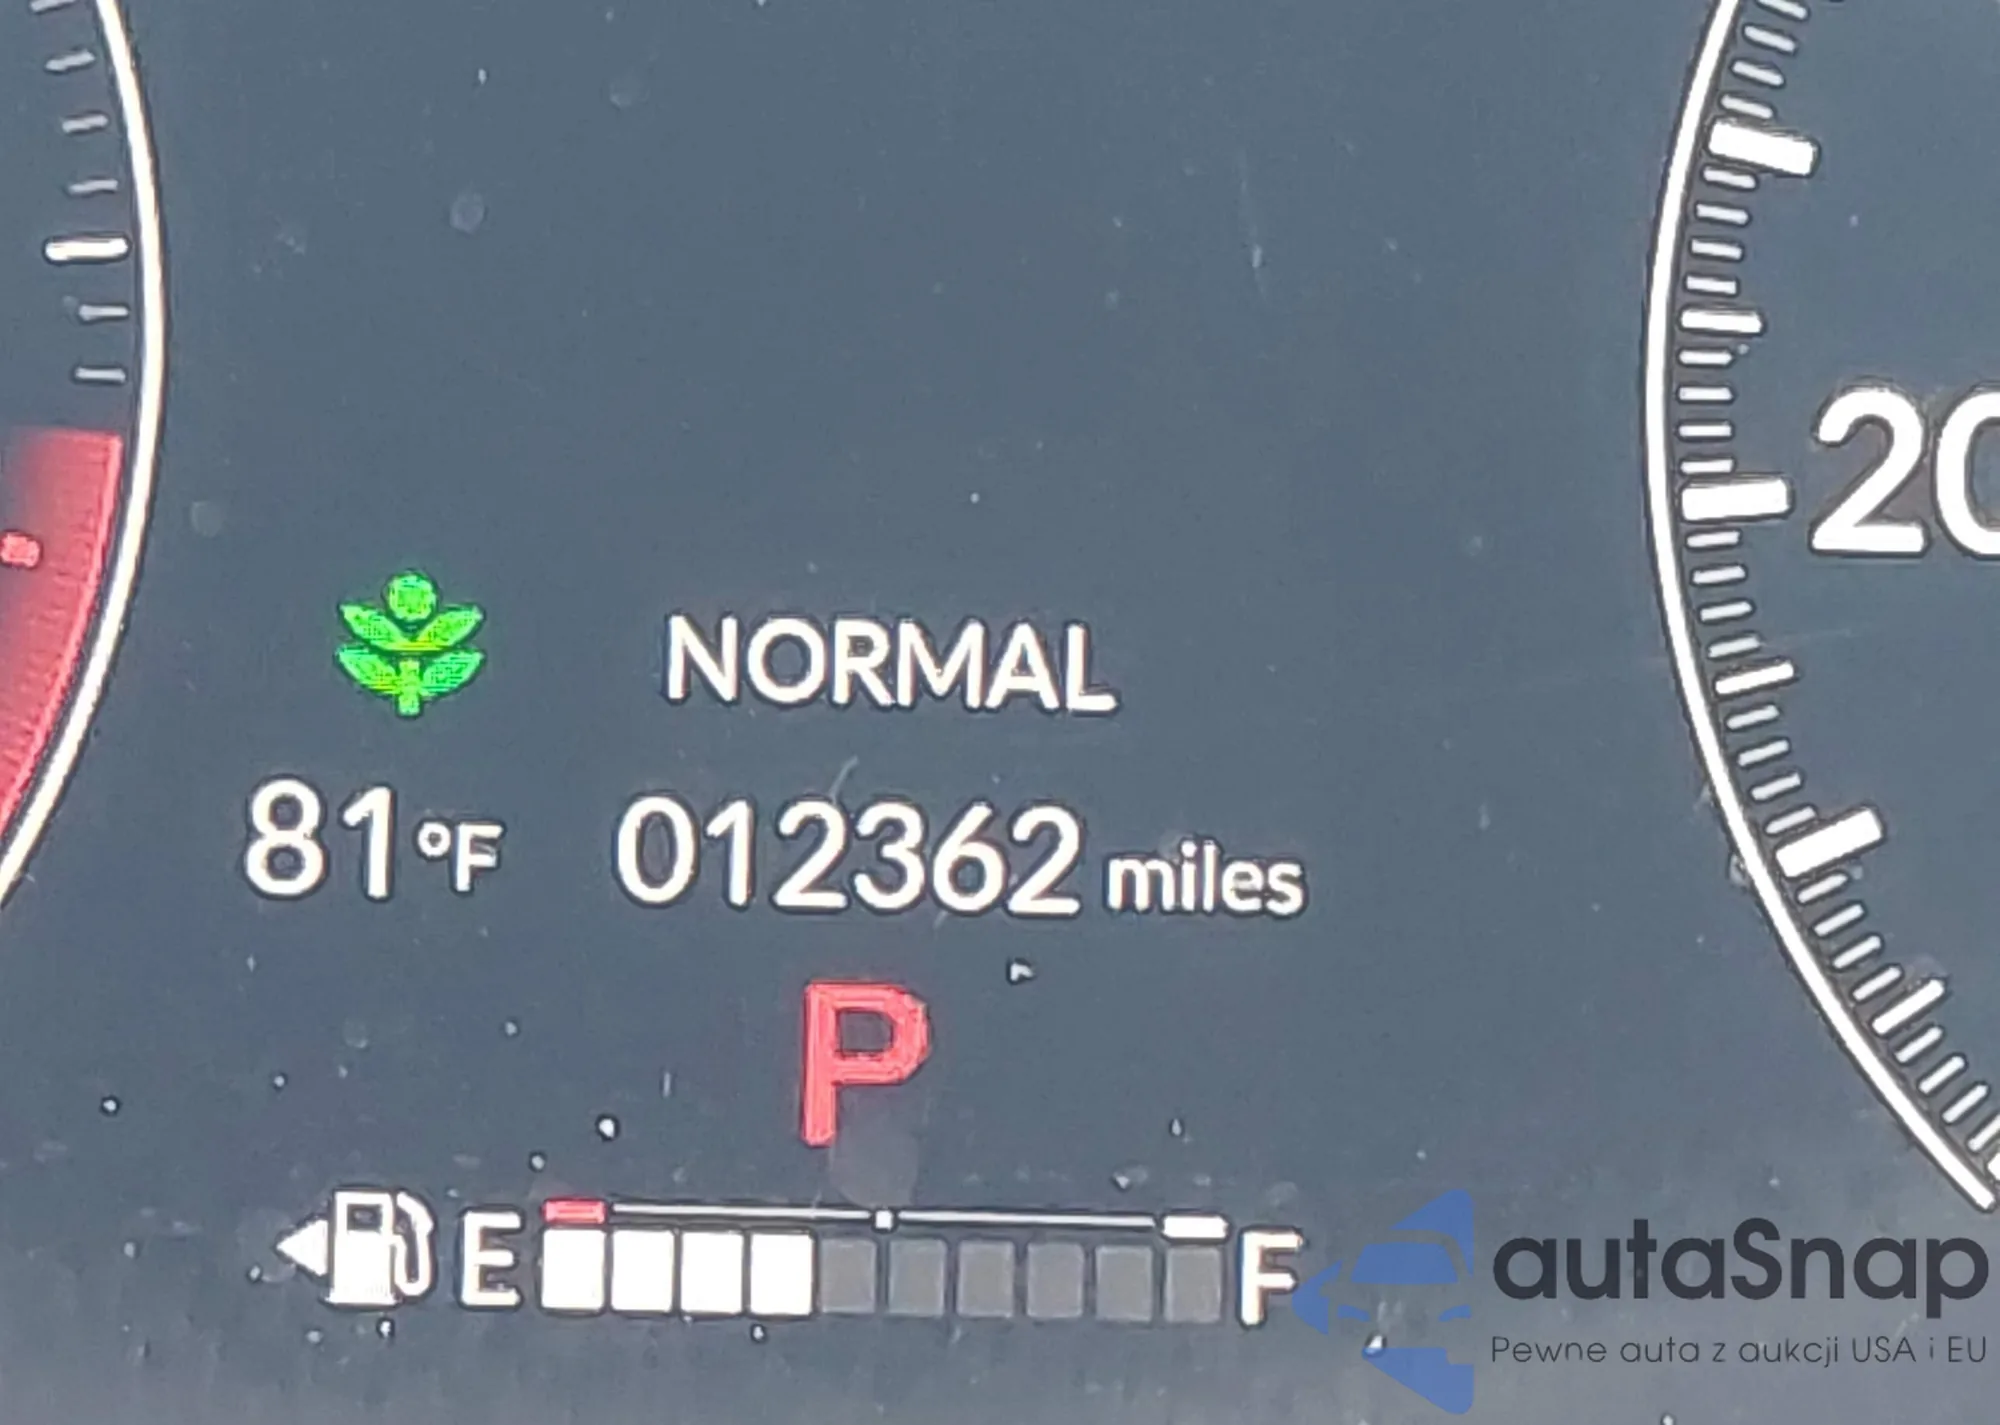 20
NORMAL
81°F 012362 miles
P
E F
autaSnap
Pewne auta z aukcji USA i EU